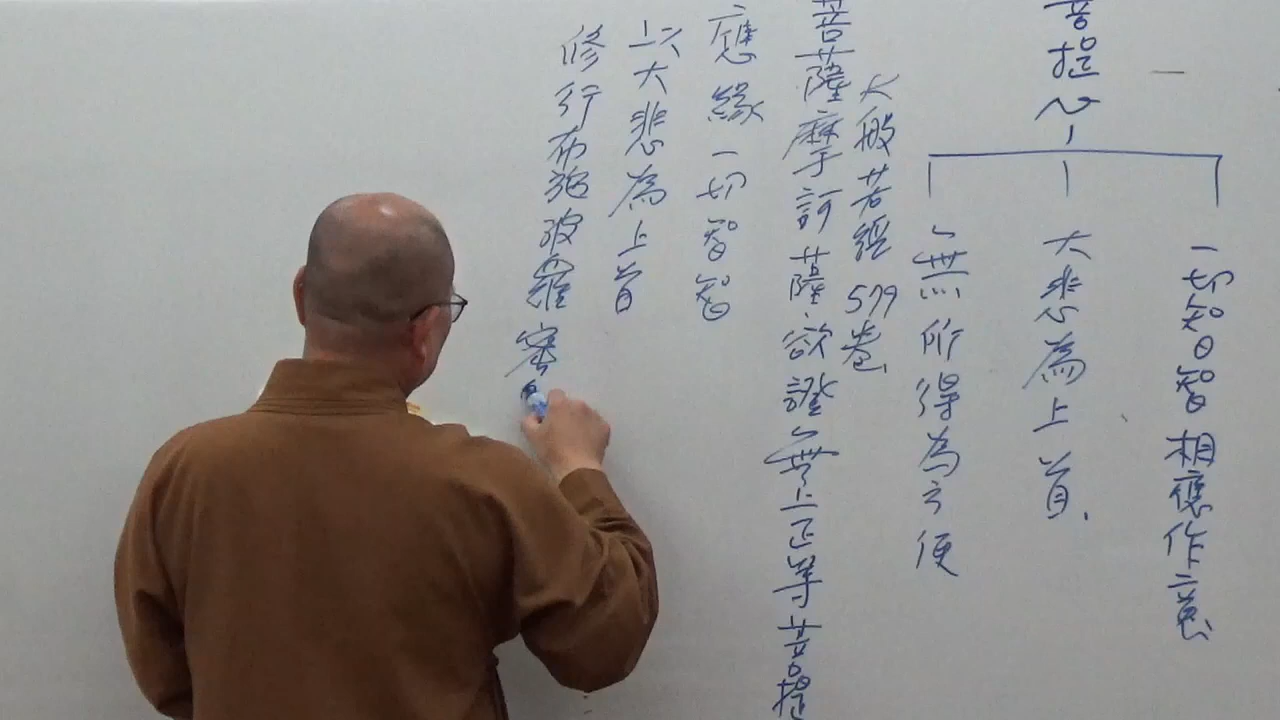 菩提心
一切智智相應作意
大悲為上首
無所得為方便
大般若經 579卷
菩薩摩訶薩欲證無上正等菩提
應緣一切智智
以大悲為上首
修行布施波羅蜜